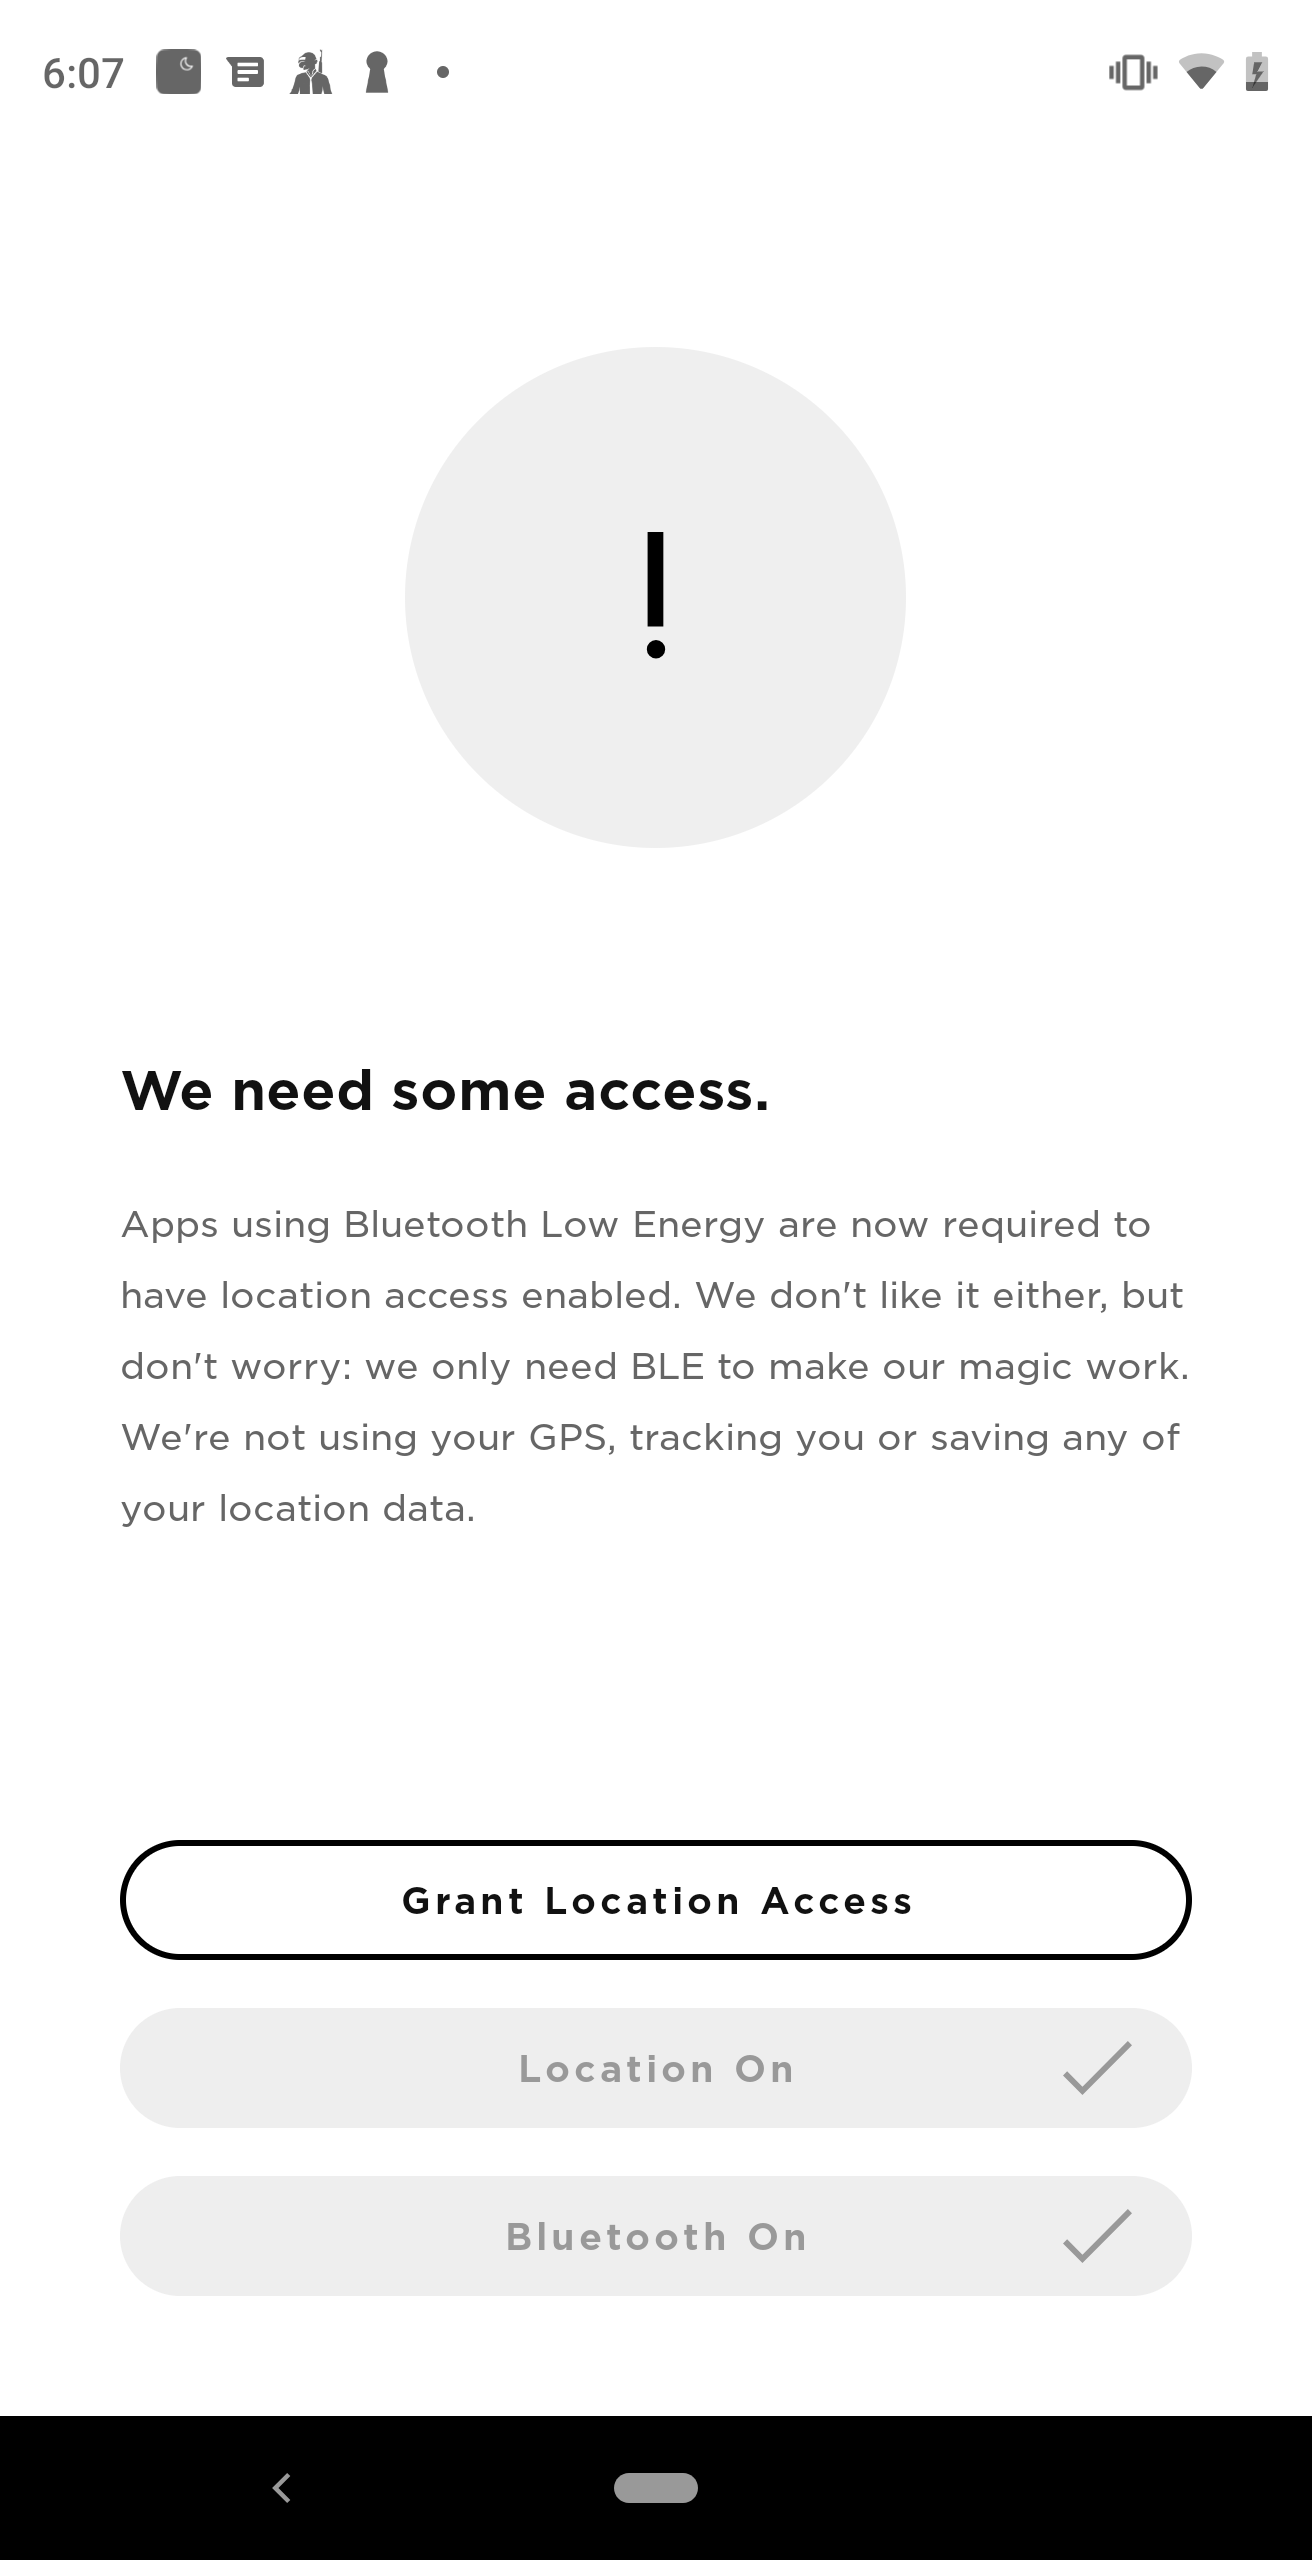 6:07
!
We need some access.
Apps using Bluetooth Low Energy are now required to
have location access enabled. We don't like it either, but
don't worry: we only need BLE to make our magic work.
We're not using your GPS, tracking you or saving any of
your location data.
Grant Location Access
Location On
Bluetooth On